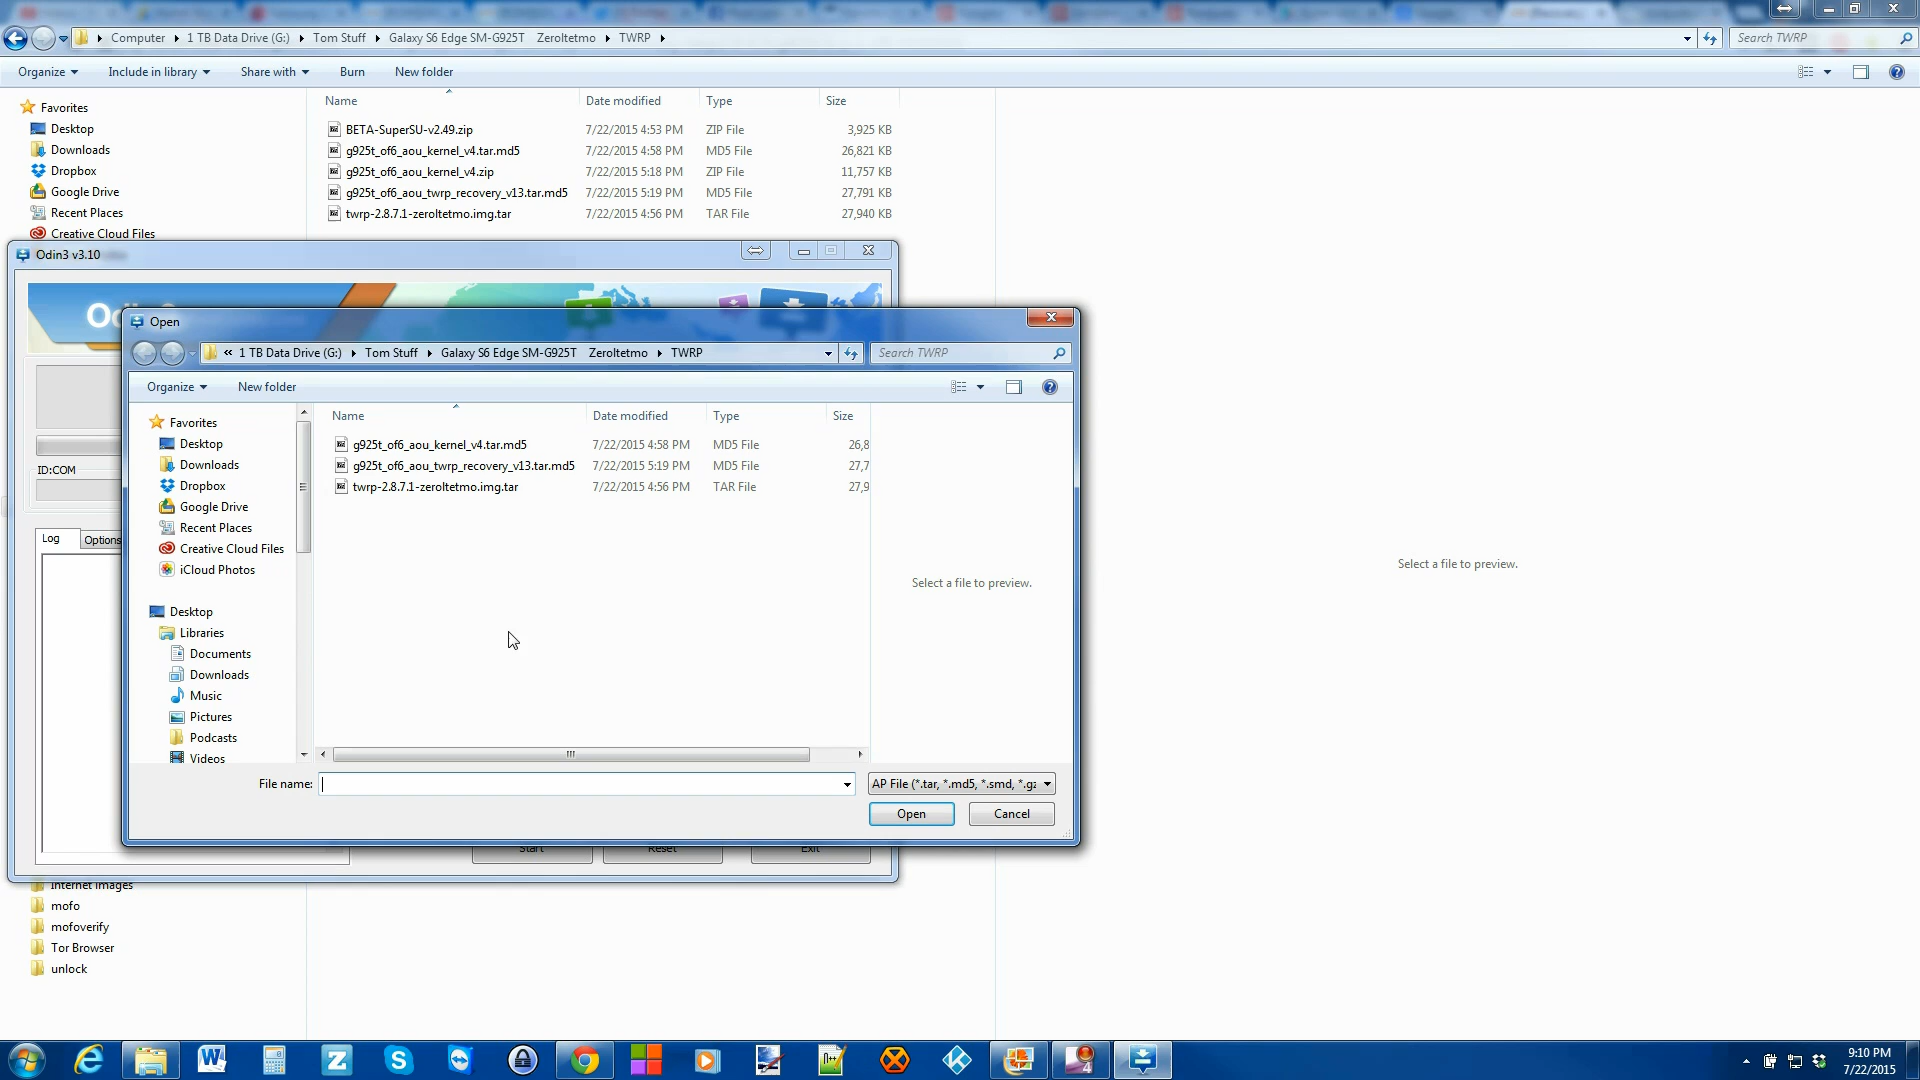 Computer ▸ 1 TB Data Drive (G:) ▸ Tom Stuff ▸ Galaxy S6 Edge SM-G925T Zeroltetmo ▸ TWRP ▸
Search TWRP
Organize
Include in library
Share with
Burn
New folder
Favorites
Desktop
Downloads
Dropbox
Google Drive
Recent Places
Creative Cloud Files
Name Date modified Type Size
BETA-SuperSU-v2.49.zip 7/22/2015 4:53 PM ZIP File 3,925 KB
g925t_of6_aou_kernel_v4.tar.md5 7/22/2015 4:58 PM MD5 File 26,821 KB
g925t_of6_aou_kernel_v4.zip 7/22/2015 5:18 PM ZIP File 11,757 KB
g925t_of6_aou_twrp_recovery_v13.tar.md5 7/22/2015 5:19 PM MD5 File 27,791 KB
twrp-2.8.7.1-zeroltetmo.img.tar 7/22/2015 4:56 PM TAR File 27,940 KB
Select a file to preview.
Odin3 v3.10
ID:COM
Log
Options
Open
« 1 TB Data Drive (G:) ▸ Tom Stuff ▸ Galaxy S6 Edge SM-G925T Zeroltetmo ▸ TWRP
Search TWRP
Organize
New folder
Favorites
Desktop
Downloads
Dropbox
Google Drive
Recent Places
Creative Cloud Files
iCloud Photos
Desktop
Libraries
Documents
Downloads
Music
Pictures
Podcasts
Videos
Name Date modified Type Size
g925t_of6_aou_kernel_v4.tar.md5 7/22/2015 4:58 PM MD5 File 26,8
g925t_of6_aou_twrp_recovery_v13.tar.md5 7/22/2015 5:19 PM MD5 File 27,7
twrp-2.8.7.1-zeroltetmo.img.tar 7/22/2015 4:56 PM TAR File 27,9
Select a file to preview.
File name:
AP File (*.tar, *.md5, *.smd, *.gz
Open
Cancel
Start
Reset
Exit
Internet Images
mofo
mofoverify
Tor Browser
unlock
9:10 PM
7/22/2015